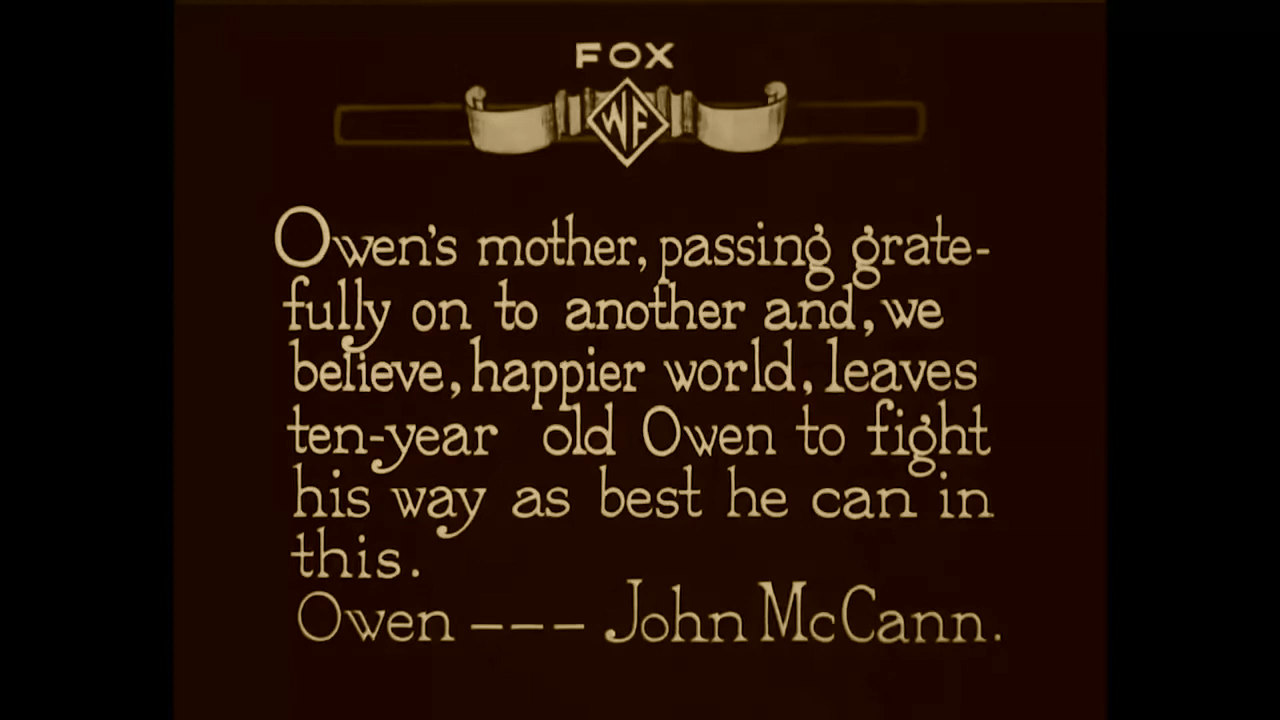 FOX
WF
Owen's mother, passing grate-
fully on to another and, we
believe, happier world, leaves
ten-year old Owen to fight
his way as best he can in
this.
Owen --- John McCann.